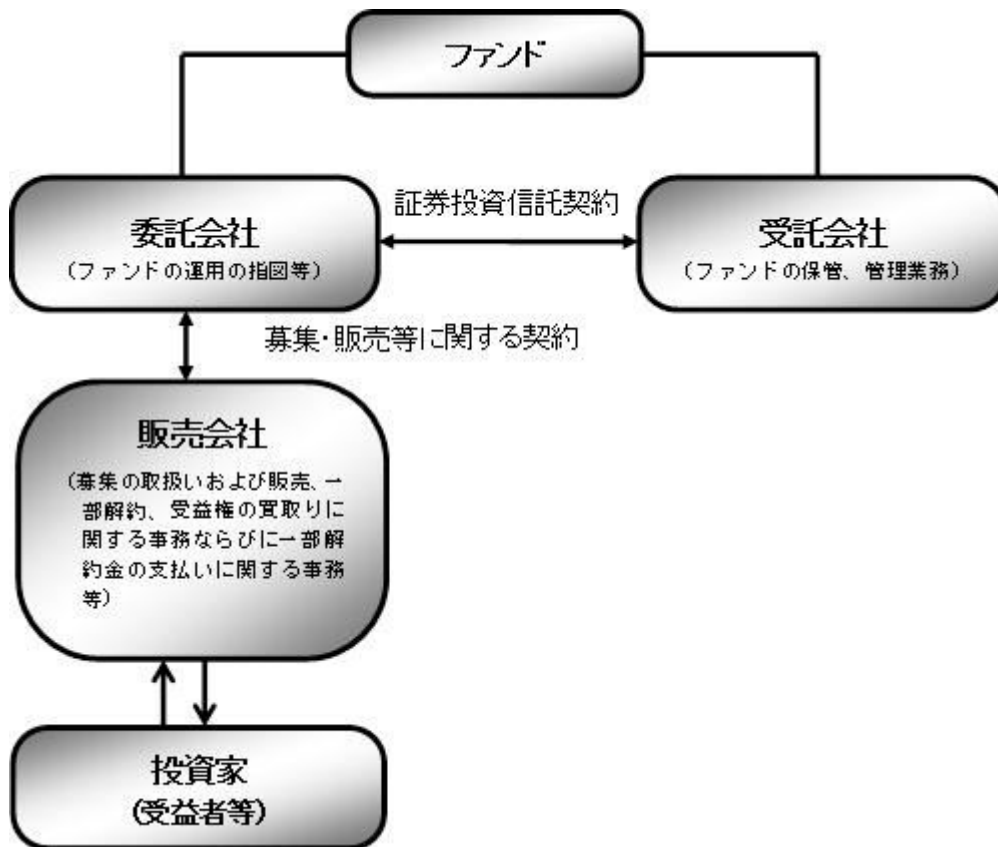 ファンド
委託会社
(ファンドの運用の指図等)
証券投資信託契約
受託会社
(ファンドの保管、管理業務)
募集・販売等に関する契約
販売会社
(募集の取扱いおよび販売、一
部解約、受益権の買取りに
関する事務ならびに一部解
約金の支払いに関する事務
等)
投資家
(受益者等)